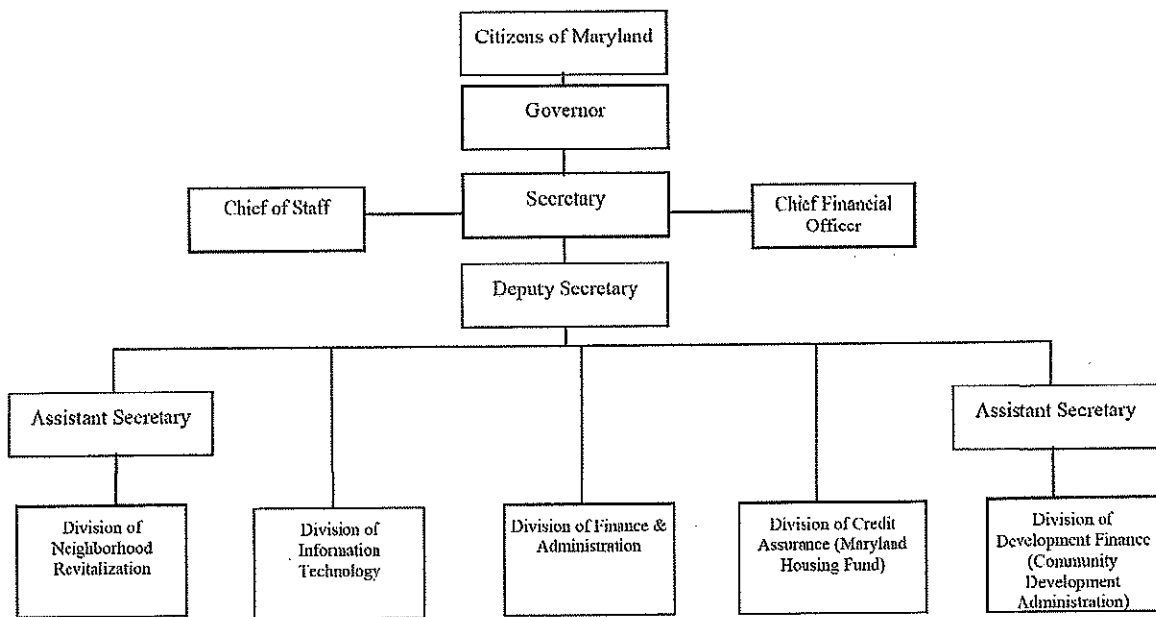 Citizens of Maryland
Governor
Chief of Staff
Secretary
Chief Financial
Officer
Deputy Secretary
Assistant Secretary
Assistant Secretary
Division of
Neighborhood
Revitalization
Division of
Information
Technology
Division of Finance &
Administration
Division of Credit
Assurance (Maryland
Housing Fund)
Division of
Development Finance
(Community
Development
Administration)